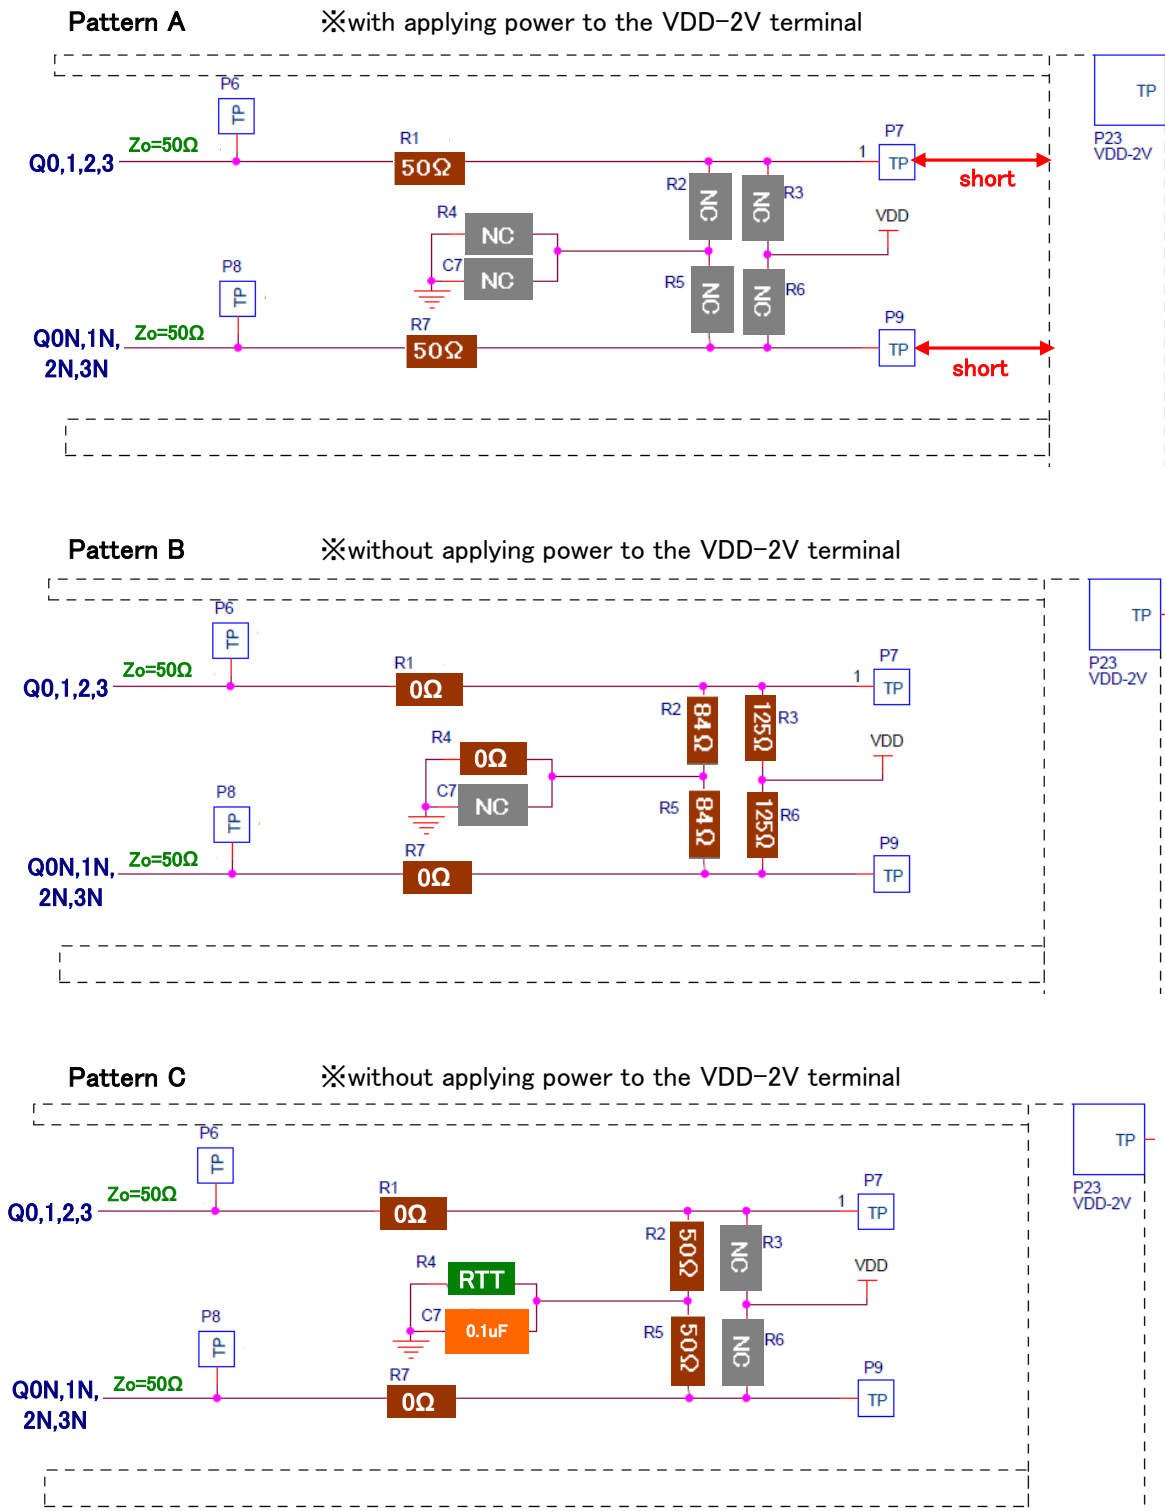 Pattern A ※with applying power to the VDD-2V terminal
P6
TP
TP
P23
VDD-2V
Zo=50Ω
Q0,1,2,3
R1
50Ω
P7
1
TP
short
R2
NC
R3
NC
R4
NC
VDD
C7
NC
R5
NC
R6
NC
P8
TP
Zo=50Ω
Q0N,1N,
2N,3N
R7
50Ω
P9
TP
short
Pattern B ※without applying power to the VDD-2V terminal
P6
TP
TP
P23
VDD-2V
Zo=50Ω
Q0,1,2,3
R1
0Ω
P7
1
TP
R2
84Ω
R3
125Ω
R4
0Ω
VDD
C7
NC
R5
84Ω
R6
125Ω
P8
TP
Zo=50Ω
Q0N,1N,
2N,3N
R7
0Ω
P9
TP
Pattern C ※without applying power to the VDD-2V terminal
P6
TP
TP
P23
VDD-2V
Zo=50Ω
Q0,1,2,3
R1
0Ω
P7
1
TP
R2
50Ω
R3
NC
R4
RTT
VDD
C7
0.1uF
R5
50Ω
R6
NC
P8
TP
Zo=50Ω
Q0N,1N,
2N,3N
R7
0Ω
P9
TP